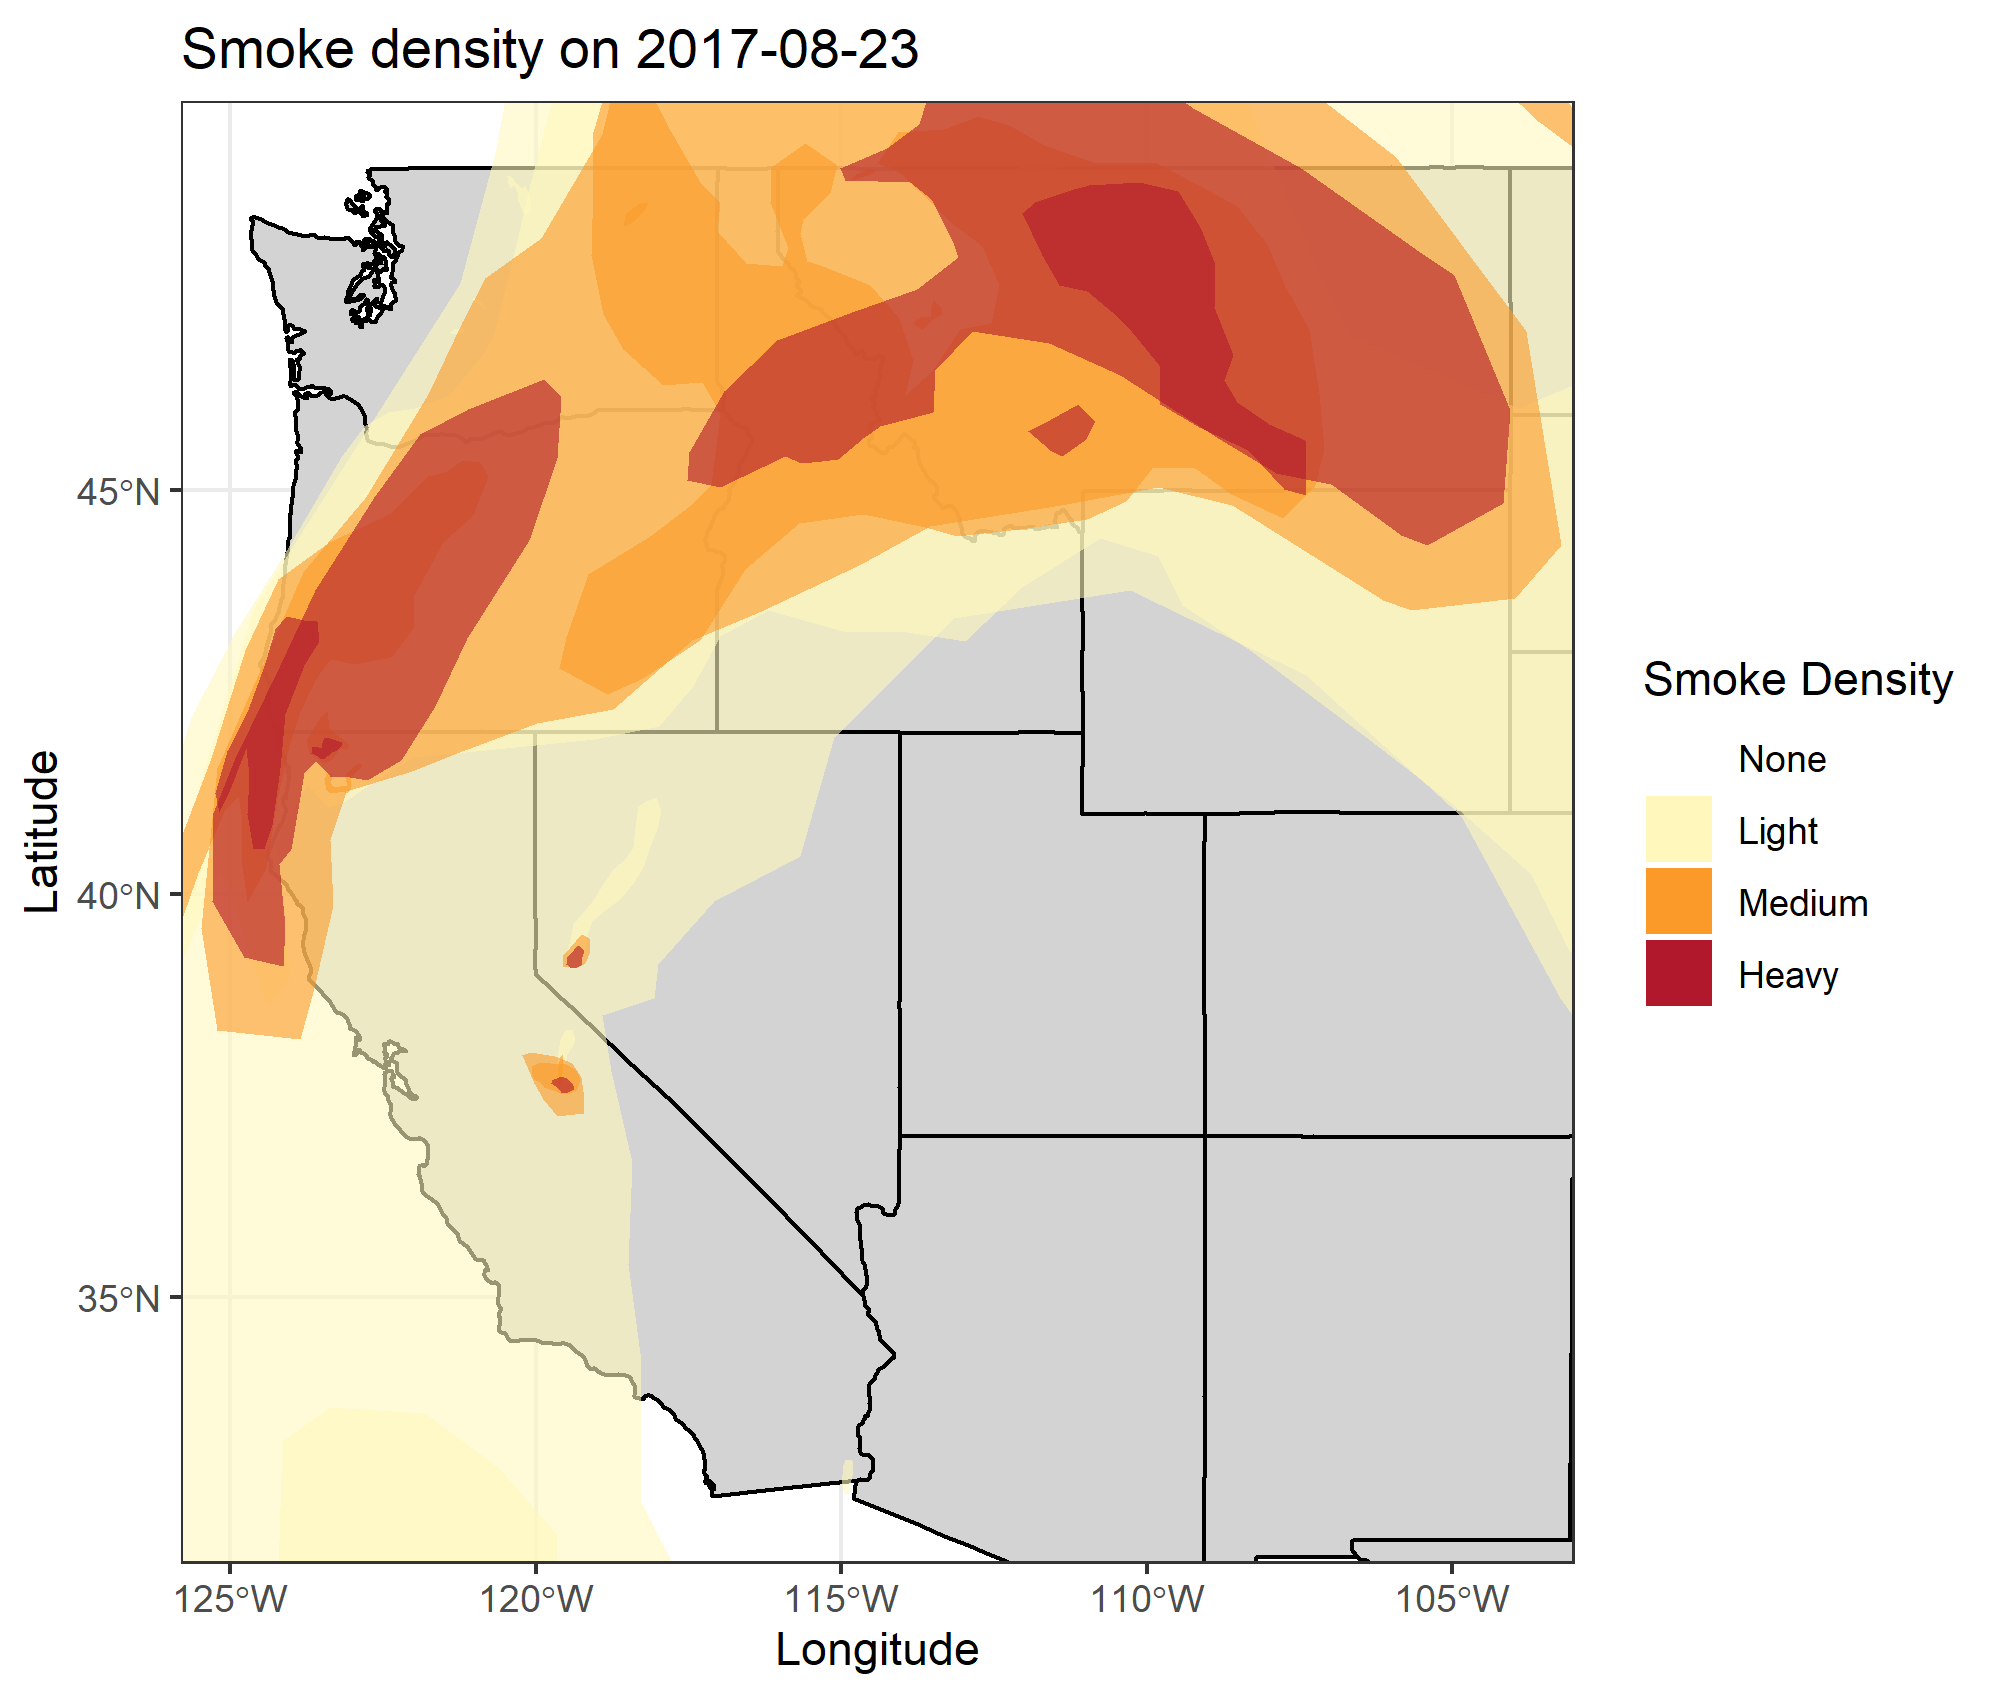 Smoke density on 2017-08-23
45°N
40°N
35°N
Latitude
125°W 120°W 115°W 110°W 105°W
Longitude
Smoke Density
None
Light
Medium
Heavy